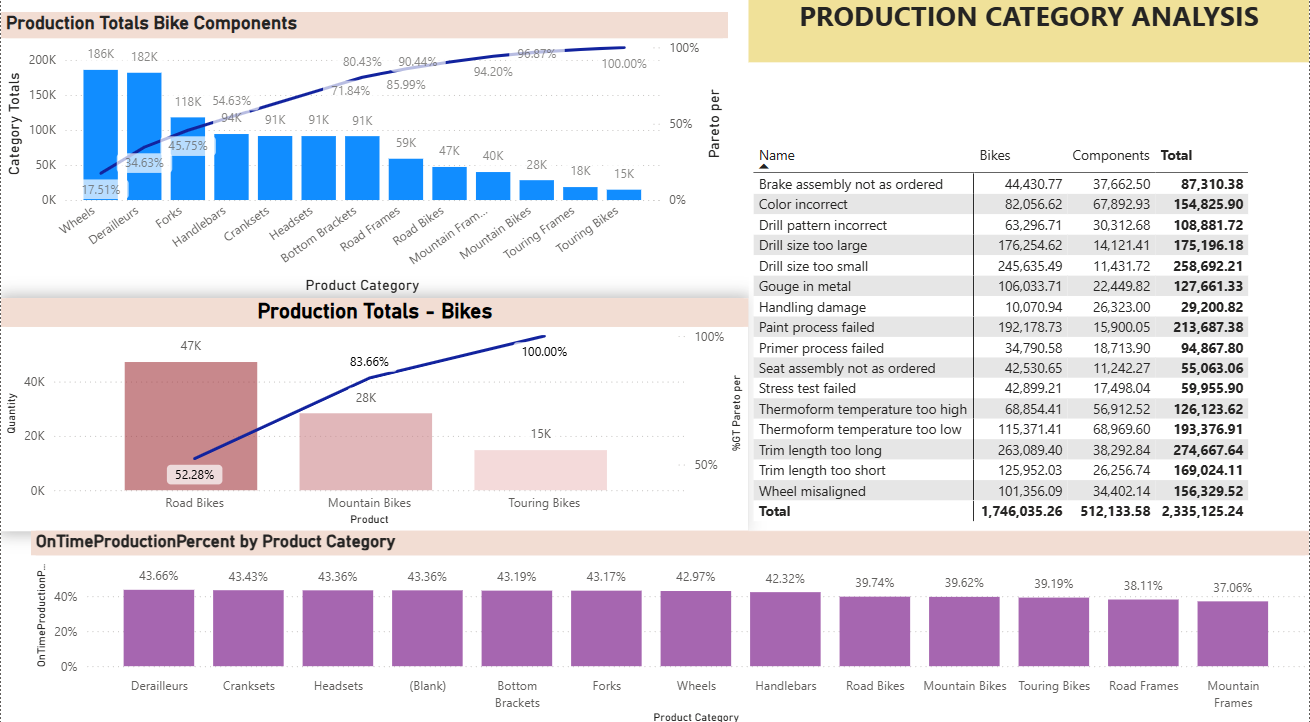 Production Totals Bike Components
Category Totals
200K
150K
100K
50K
0K
186K
182K
118K
94K
91K
91K
91K
59K
47K
40K
28K
18K
15K
17.51%
34.63%
45.75%
54.63%
71.84%
80.43%
85.99%
90.44%
94.20%
96.87%
100.00%
100%
50%
0%
Pareto per
Wheels
Derailleurs
Forks
Handlebars
Cranksets
Headsets
Bottom Brackets
Road Frames
Road Bikes
Mountain Fram...
Mountain Bikes
Touring Frames
Touring Bikes
Product Category
Production Totals - Bikes
Quantity
40K
20K
0K
47K
28K
15K
52.28%
83.66%
100.00%
100%
50%
%GT Pareto per
Road Bikes
Mountain Bikes
Touring Bikes
Product
PRODUCTION CATEGORY ANALYSIS
Name Bikes Components Total
Brake assembly not as ordered 44,430.77 37,662.50 87,310.38
Color incorrect 82,056.62 67,892.93 154,825.90
Drill pattern incorrect 63,296.71 30,312.68 108,881.72
Drill size too large 176,254.62 14,121.41 175,196.18
Drill size too small 245,635.49 11,431.72 258,692.21
Gouge in metal 106,033.71 22,449.82 127,661.33
Handling damage 10,070.94 26,323.00 29,200.82
Paint process failed 192,178.73 15,900.05 213,687.38
Primer process failed 34,790.58 18,713.90 94,867.80
Seat assembly not as ordered 42,530.65 11,242.27 55,063.06
Stress test failed 42,899.21 17,498.04 59,955.90
Thermoform temperature too high 68,854.41 56,912.52 126,123.62
Thermoform temperature too low 115,371.41 68,969.60 193,376.91
Trim length too long 263,089.40 38,292.84 274,667.64
Trim length too short 125,952.03 26,256.74 169,024.11
Wheel misaligned 101,356.09 34,402.14 156,329.52
Total 1,746,035.26 512,133.58 2,335,125.24
OnTimeProductionPercent by Product Category
OnTimeProductionP...
40%
20%
0%
43.66%
43.43%
43.36%
43.36%
43.19%
43.17%
42.97%
42.32%
39.74%
39.62%
39.19%
38.11%
37.06%
Derailleurs
Cranksets
Headsets
(Blank)
Bottom
Brackets
Forks
Wheels
Handlebars
Road Bikes
Mountain Bikes
Touring Bikes
Road Frames
Mountain
Frames
Product Category